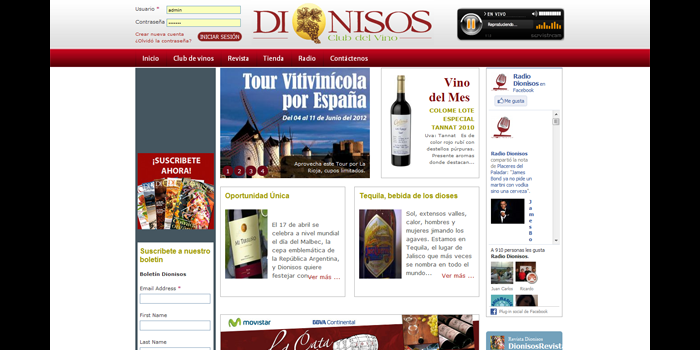 Usuario *
admin
Contraseña
Crear nueva cuenta
¿Olvidó la contraseña?
INICIAR SESIÓN
DIONISOS
Club del Vino
EN VIVO
Reproduciendo...
Inicio
Club de vinos
Revista
Tienda
Radio
Contáctenos
¡SUSCRIBETE
AHORA!
Suscribete a nuestro
boletín
Boletin Dionisos
Email Address *
First Name
Last Name
Tour Vitivinícola
por España
Del 04 al 11 de Junio del 2012
Aproveche este Tour por La
Rioja, cupos limitados.
1 2 3 4
Vino
del Mes
COLOME LOTE
ESPECIAL
TANNAT 2010
Uva: Tannat Es de
color rojo rubí con
destellos púrpuras.
Presente aromas
donde destacan...
Oportunidad Única
El 17 de abril se
celebra a nivel mundial
el día del Malbec, la
cepa emblemática de
la República Argentina,
y Dionisos quiere
festejar con
Ver más ...
Tequila, bebida de los dioses
Sol, extensos valles,
calor, hombres y
mujeres jimando los
agaves. Estamos en
Tequila, el lugar de
Jalisco que más veces
se nombra en todo el
mundo...
Ver más ...
movistar
BBVA Continental
La Cata
Radio
Dionisos en
Facebook
Me gusta
Radio Dionisos
compartió la nota
de Placeres del
Paladar: "James
Bond ya no pide un
martini con vodka
sino una cerveza".
A 910 personas les gusta
Radio Dionisos.
Juan Carlos
Ricardo
Plug-in social de Facebook
Revista Dionisos
DionisosRevist